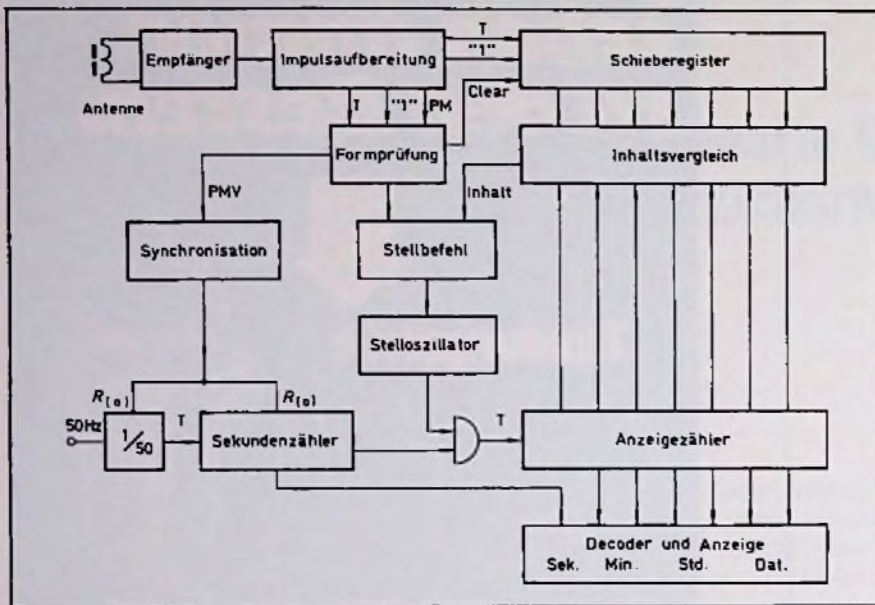 Antenne
Empfänger
Impulsaufbereitung
T
"1"
Schieberegister
Clear
T
"1"
PM
Formprüfung
Inhaltsvergleich
PMV
Inhalt
Synchronisation
Stellbefehl
Stelloszillator
R[o]
R[o]
50Hz
1/50
T
Sekundenzähler
T
Anzeigezähler
Decoder und Anzeige
Sek. Min. Std. Dat.